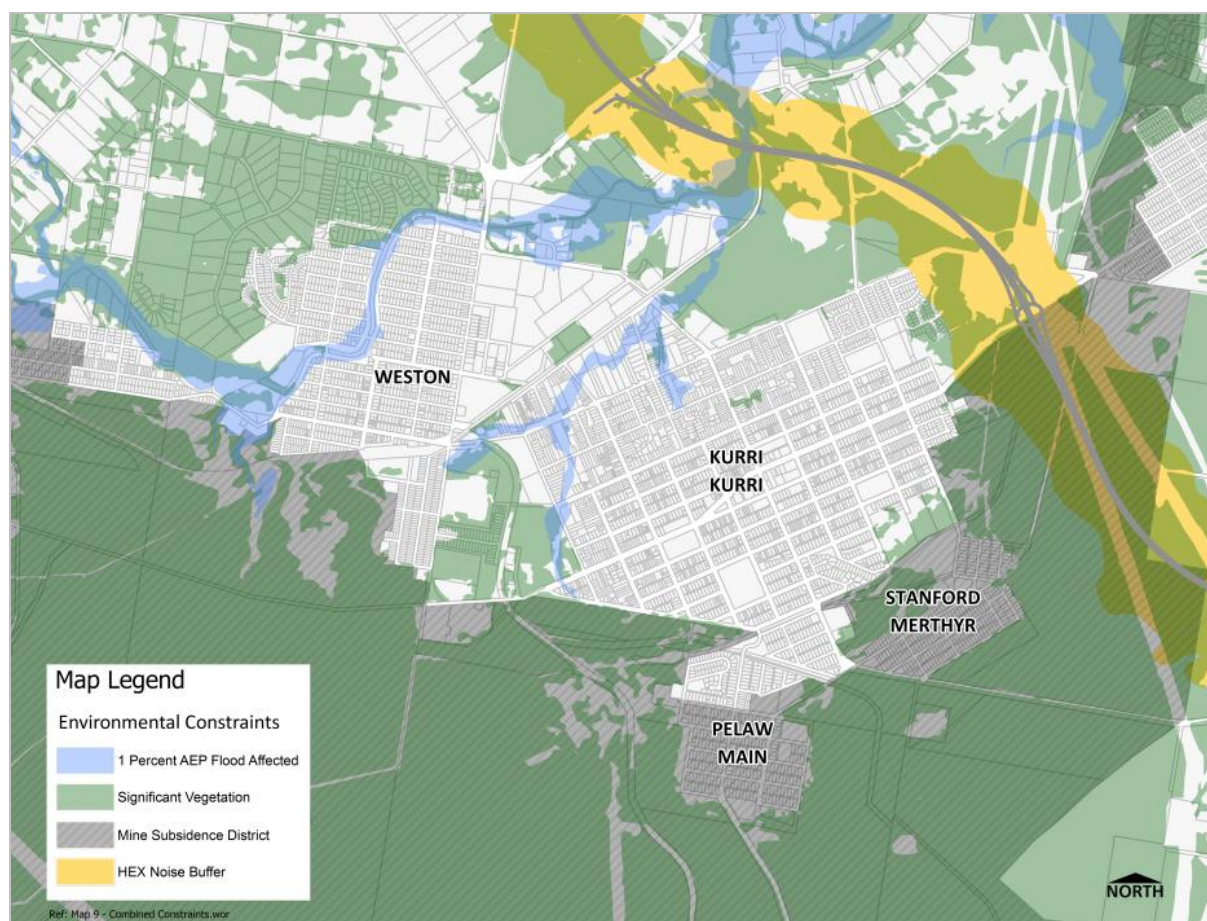 WESTON
KURRI
KURRI
STANFORD
MERTHYR
PELAW
MAIN
Map Legend
Environmental Constraints
1 Percent AEP Flood Affected
Significant Vegetation
Mine Subsidence District
HEX Noise Buffer
NORTH
Ref: Map 9 - Combined Constraints.wor